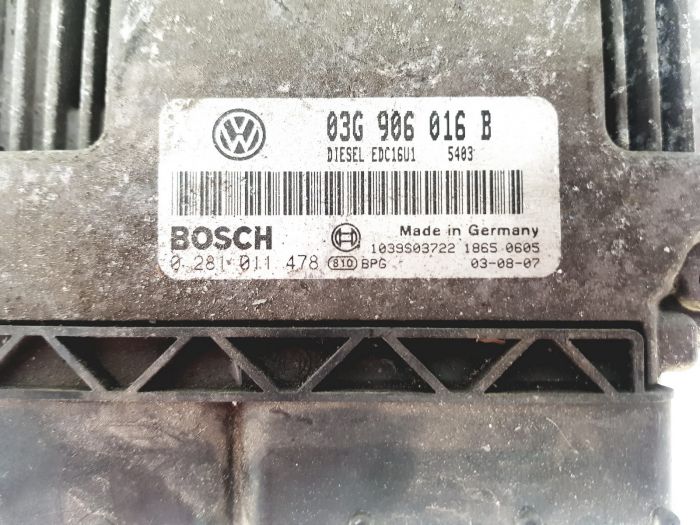 03G 906 016 B
DIESEL EDC16U1 5403
BOSCH
Made in Germany
1039S03722 1865 0605
0 281 011 478 810 BPG 03-08-07